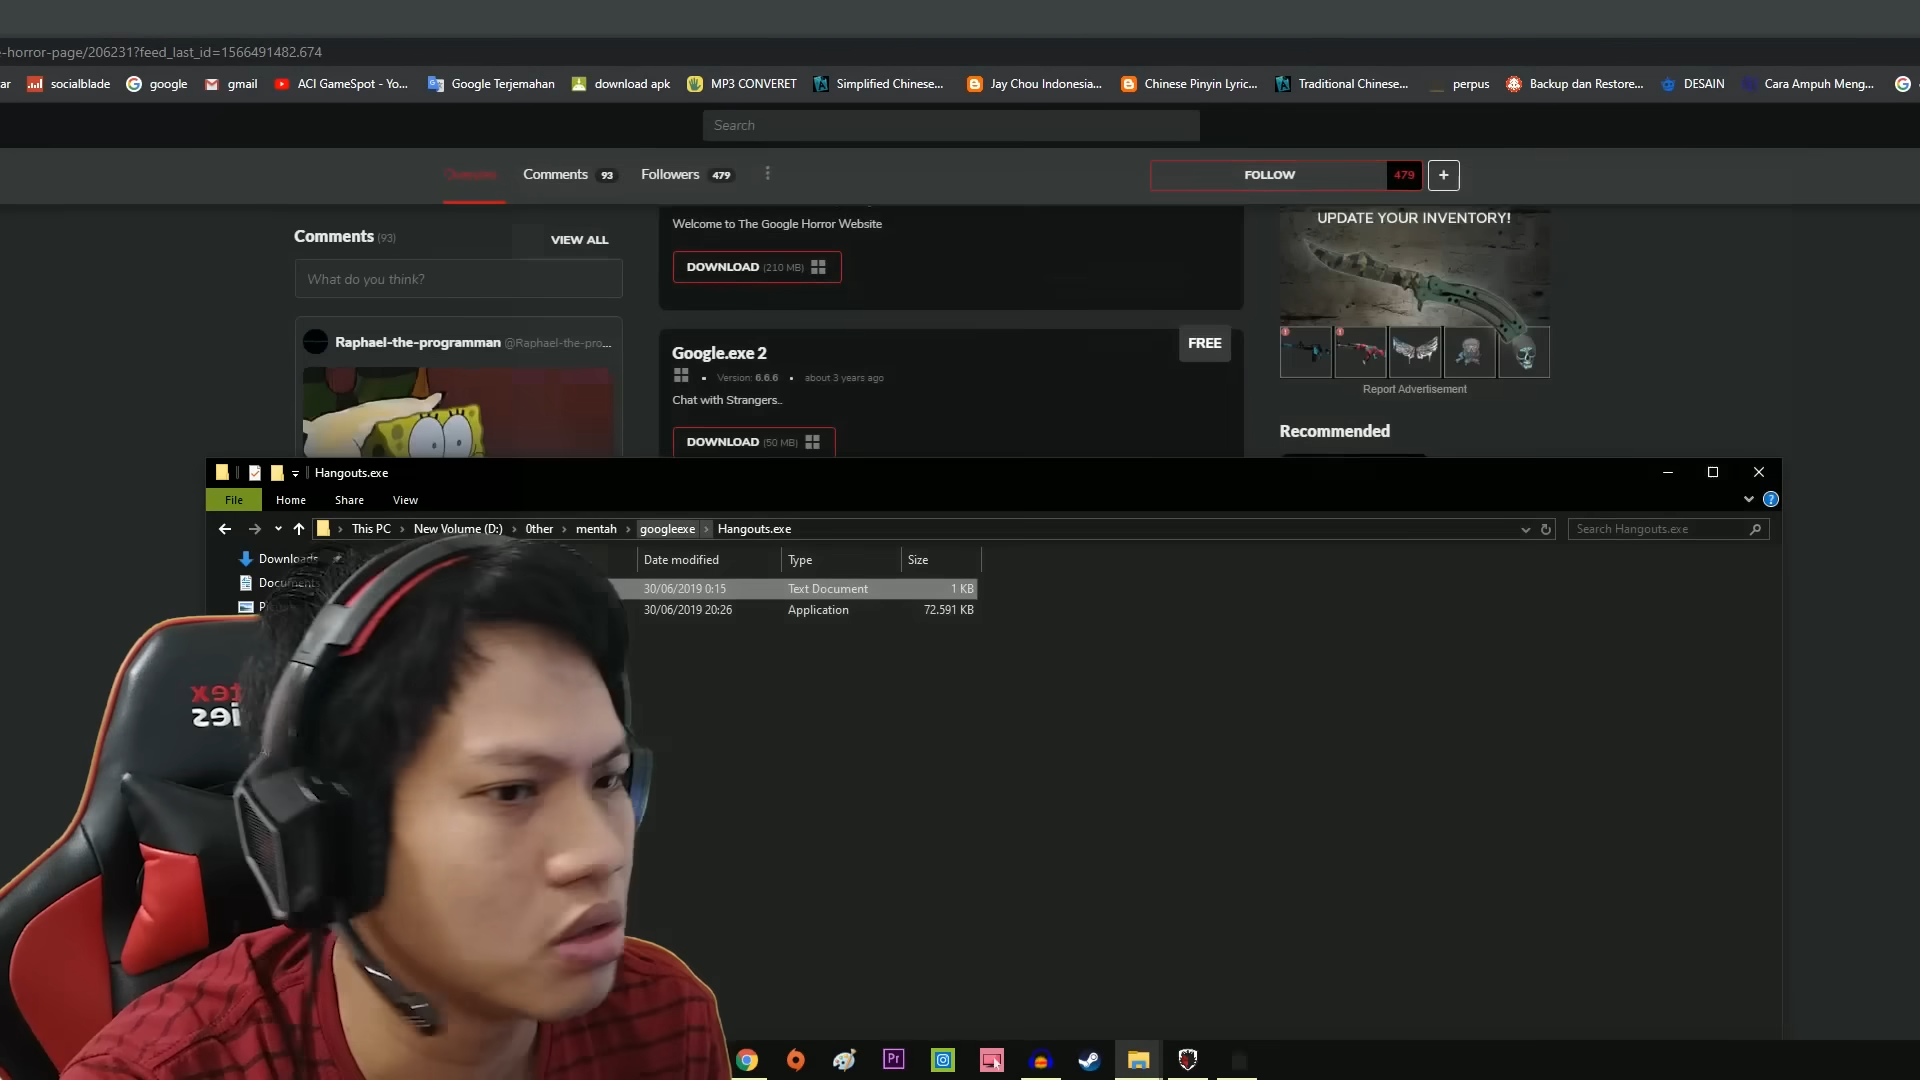 -horror-page/206231?feed_last_id=1566491482.674
ar socialblade google gmail ACI GameSpot - Yo... Google Terjemahan download apk MP3 CONVERET Simplified Chinese... Jay Chou Indonesia... Chinese Pinyin Lyric... Traditional Chinese... perpus Backup dan Restore... DESAIN Cara Ampuh Meng...
Search
Comments 93 Followers 479
FOLLOW 479 +
Comments (93) VIEW ALL
What do you think?
Raphael-the-programman @Raphael-the-pro...
Welcome to The Google Horror Website
DOWNLOAD (210 MB)
Google.exe 2
FREE
Version: 6.6.6 • about 3 years ago
Chat with Strangers..
DOWNLOAD (50 MB)
UPDATE YOUR INVENTORY!
Report Advertisement
Recommended
Hangouts.exe
File Home Share View
This PC > New Volume (D:) > 0ther > mentah > googleexe > Hangouts.exe
Search Hangouts.exe
Downloads
Documents
Date modified Type Size
30/06/2019 0:15 Text Document 1 KB
30/06/2019 20:26 Application 72.591 KB
Pr